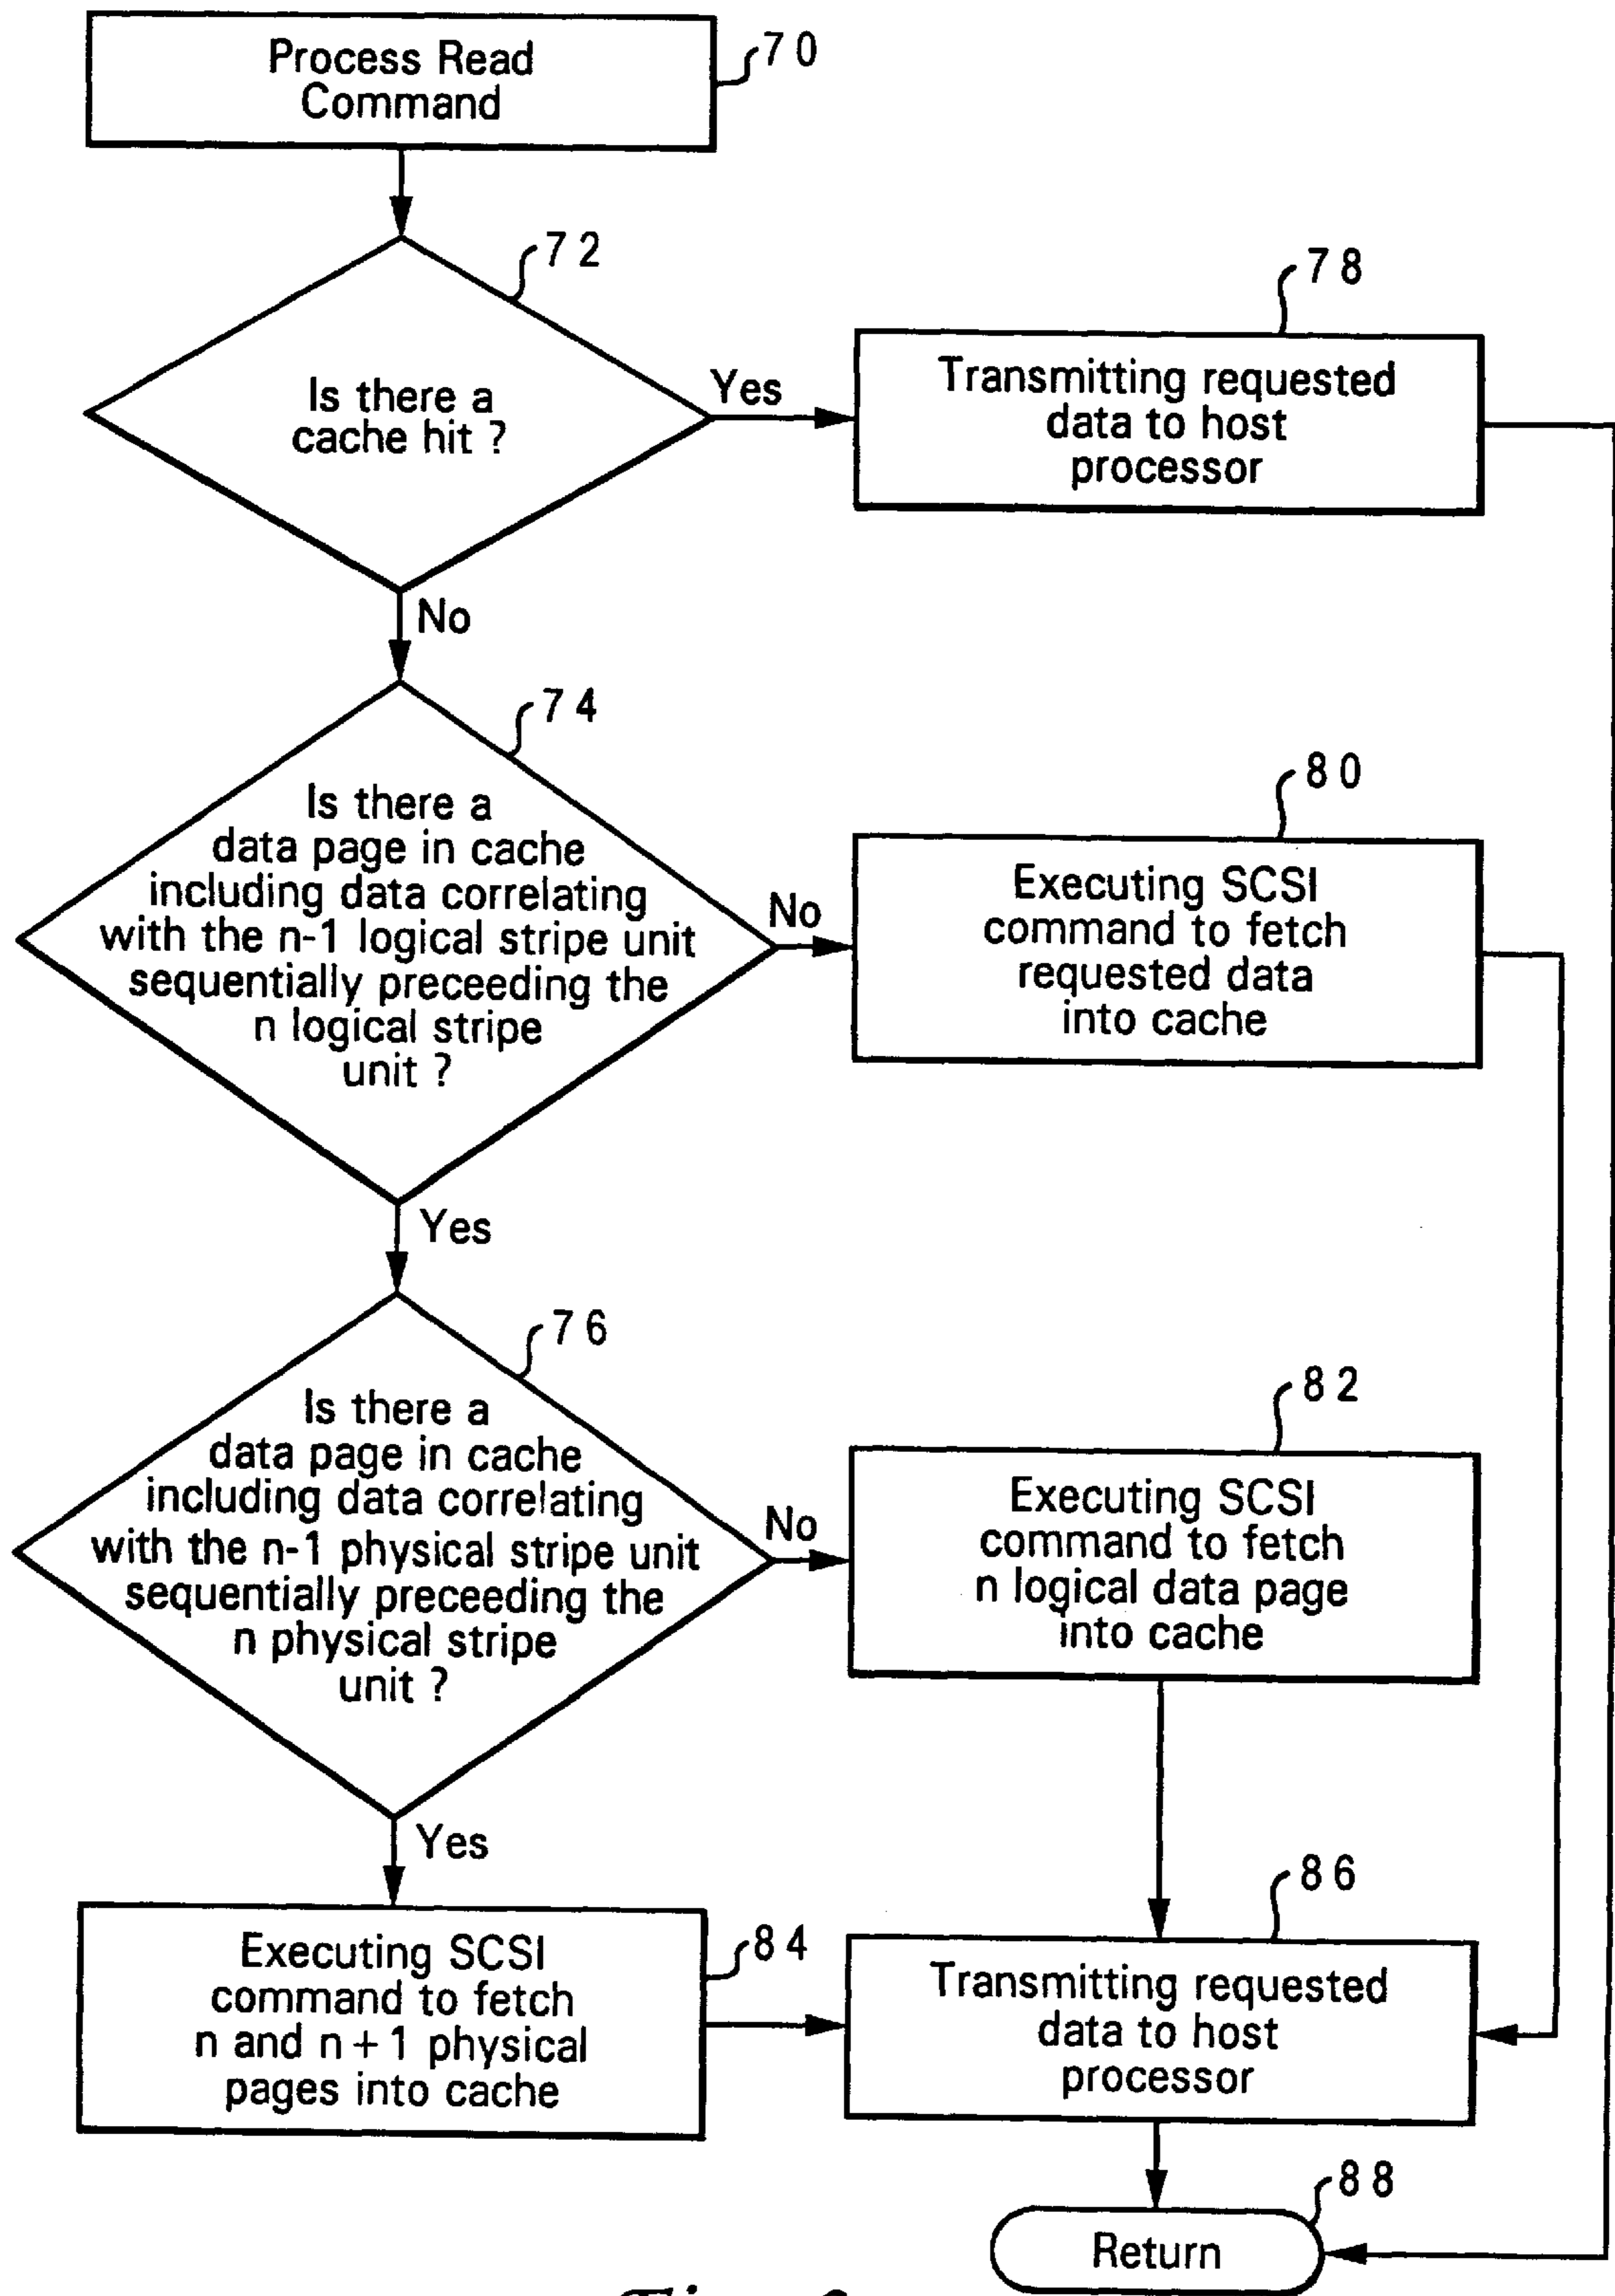 Process Read
Command
70
72
Is there a
cache hit ?
Yes
78
Transmitting requested
data to host
processor
No
74
Is there a
data page in cache
including data correlating
with the n-1 logical stripe unit
sequentially preceeding the
n logical stripe
unit ?
No
80
Executing SCSI
command to fetch
requested data
into cache
Yes
76
Is there a
data page in cache
including data correlating
with the n-1 physical stripe unit
sequentially preceeding the
n physical stripe
unit ?
No
82
Executing SCSI
command to fetch
n logical data page
into cache
Yes
Executing SCSI
command to fetch
n and n+1 physical
pages into cache
84
86
Transmitting requested
data to host
processor
88
Return